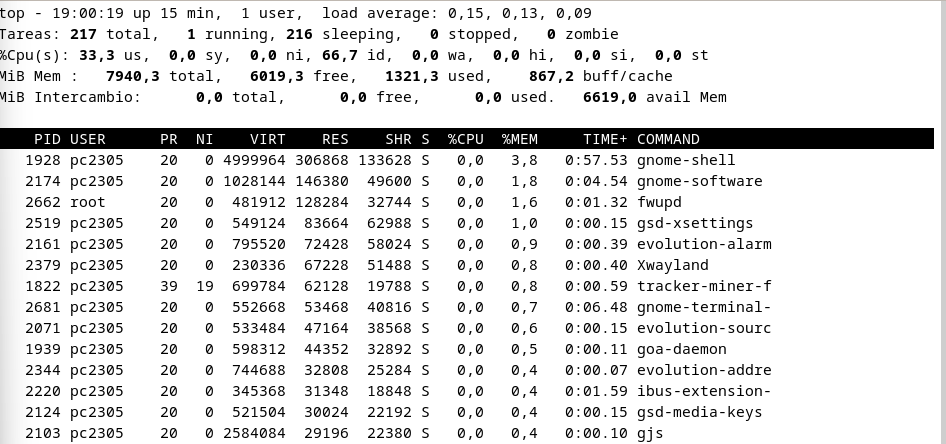 top - 19:00:19 up 15 min,  1 user,  load average: 0,15, 0,13, 0,09
Tareas: 217 total,   1 running, 216 sleeping,   0 stopped,   0 zombie
%Cpu(s): 33,3 us,  0,0 sy,  0,0 ni, 66,7 id,  0,0 wa,  0,0 hi,  0,0 si,  0,0 st
MiB Mem :   7940,3 total,   6019,3 free,   1321,3 used,    867,2 buff/cache
MiB Intercambio:      0,0 total,      0,0 free,      0,0 used.   6619,0 avail Mem
PID USER PR NI VIRT RES SHR S %CPU %MEM TIME+ COMMAND
1928 pc2305 20 0 4999964 306868 133628 S 0,0 3,8 0:57.53 gnome-shell
2174 pc2305 20 0 1028144 146380 49600 S 0,0 1,8 0:04.54 gnome-software
2662 root 20 0 481912 128284 32744 S 0,0 1,6 0:01.32 fwupd
2519 pc2305 20 0 549124 83664 62988 S 0,0 1,0 0:00.15 gsd-xsettings
2161 pc2305 20 0 795520 72428 58024 S 0,0 0,9 0:00.39 evolution-alarm
2379 pc2305 20 0 230336 67228 51488 S 0,0 0,8 0:00.40 Xwayland
1822 pc2305 39 19 699784 62128 19788 S 0,0 0,8 0:00.59 tracker-miner-f
2681 pc2305 20 0 552668 53468 40816 S 0,0 0,7 0:06.48 gnome-terminal-
2071 pc2305 20 0 533484 47164 38568 S 0,0 0,6 0:00.15 evolution-sourc
1939 pc2305 20 0 598312 44352 32892 S 0,0 0,5 0:00.11 goa-daemon
2344 pc2305 20 0 744688 32808 25284 S 0,0 0,4 0:00.07 evolution-addre
2220 pc2305 20 0 345368 31348 18848 S 0,0 0,4 0:01.59 ibus-extension-
2124 pc2305 20 0 521504 30024 22192 S 0,0 0,4 0:00.15 gsd-media-keys
2103 pc2305 20 0 2584084 29196 22380 S 0,0 0,4 0:00.10 gjs